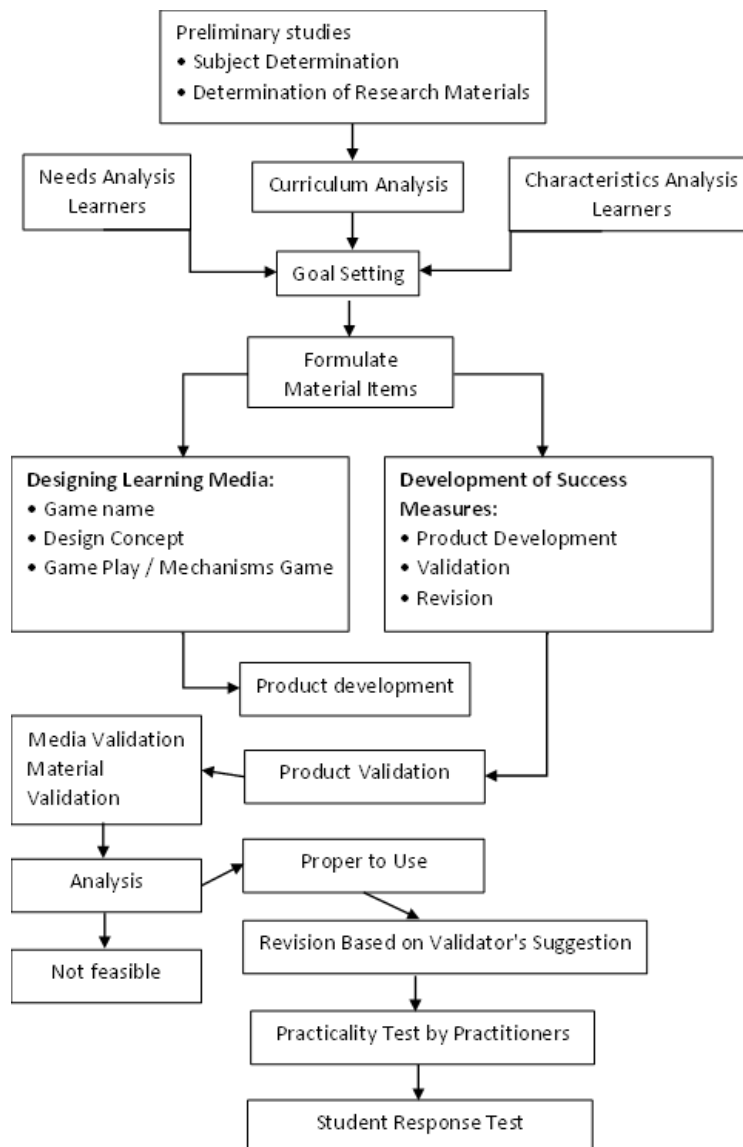 Preliminary studies
• Subject Determination
• Determination of Research Materials
Needs Analysis
Learners
Curriculum Analysis
Characteristics Analysis
Learners
Goal Setting
Formulate
Material Items
Designing Learning Media:
• Game name
• Design Concept
• Game Play / Mechanisms Game
Development of Success
Measures:
• Product Development
• Validation
• Revision
Product development
Media Validation
Material
Validation
Product Validation
Analysis
Proper to Use
Not feasible
Revision Based on Validator's Suggestion
Practicality Test by Practitioners
Student Response Test